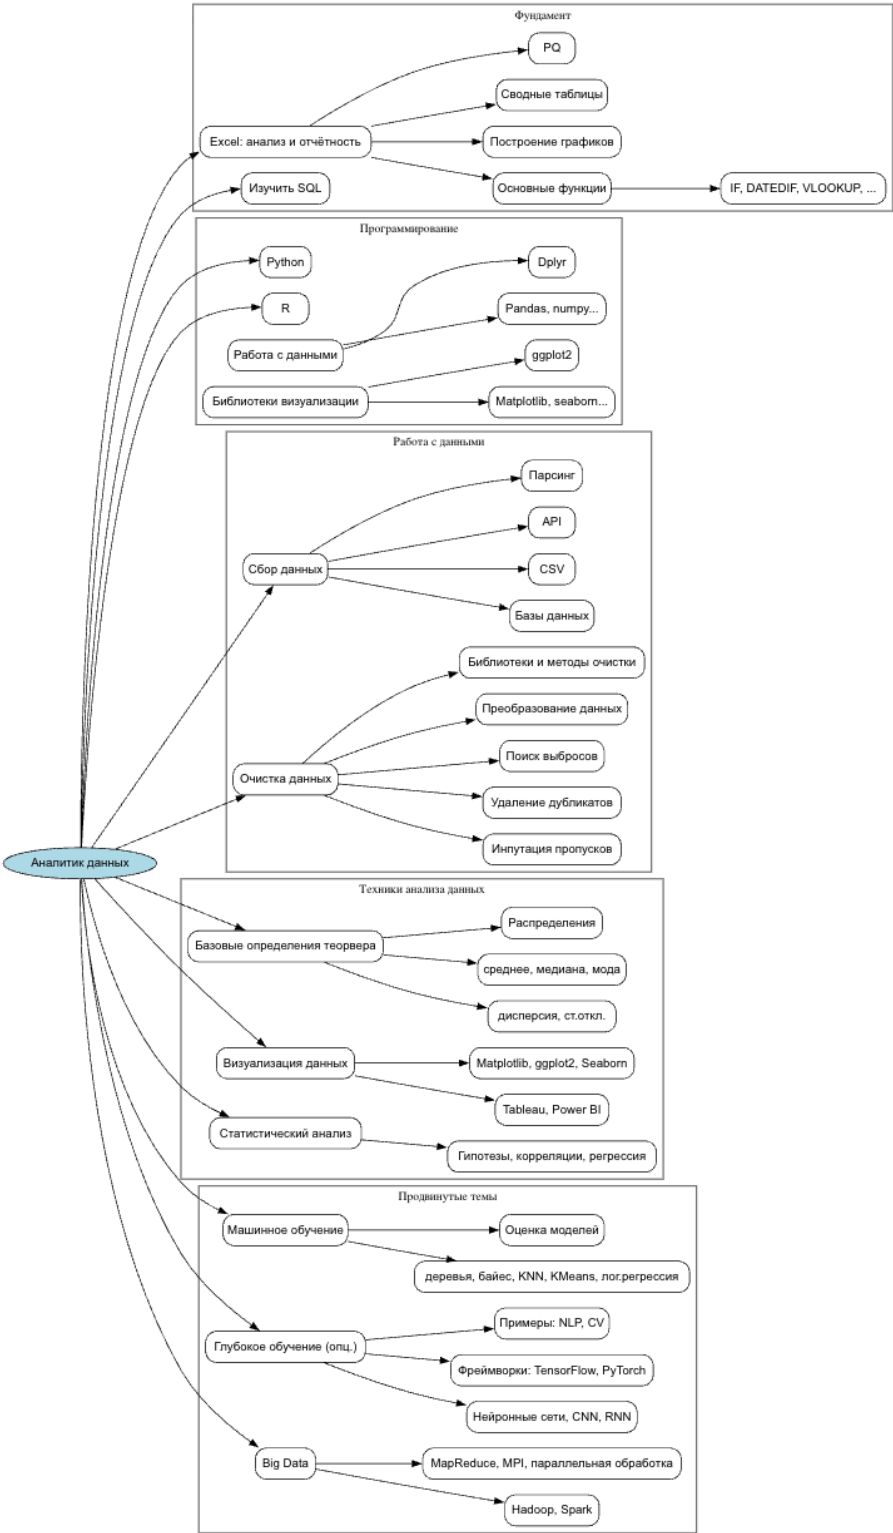 Фундамент
PQ
Сводные таблицы
Excel: анализ и отчётность
Построение графиков
Изучить SQL
Основные функции
IF, DATEDIF, VLOOKUP, ...
Программирование
Python
Dplyr
R
Pandas, numpy...
Работа с данными
ggplot2
Библиотеки визуализации
Matplotlib, seaborn...
Работа с данными
Парсинг
API
Сбор данных
CSV
Базы данных
Библиотеки и методы очистки
Преобразование данных
Поиск выбросов
Очистка данных
Удаление дубликатов
Инпутация пропусков
Аналитик данных
Техники анализа данных
Распределения
Базовые определения теорвера
среднее, медиана, мода
дисперсия, ст.откл.
Визуализация данных
Matplotlib, ggplot2, Seaborn
Tableau, Power BI
Статистический анализ
Гипотезы, корреляции, регрессия
Продвинутые темы
Машинное обучение
Оценка моделей
деревья, байес, KNN, KMeans, лог.регрессия
Примеры: NLP, CV
Глубокое обучение (опц.)
Фреймворки: TensorFlow, PyTorch
Нейронные сети, CNN, RNN
Big Data
MapReduce, MPI, параллельная обработка
Hadoop, Spark